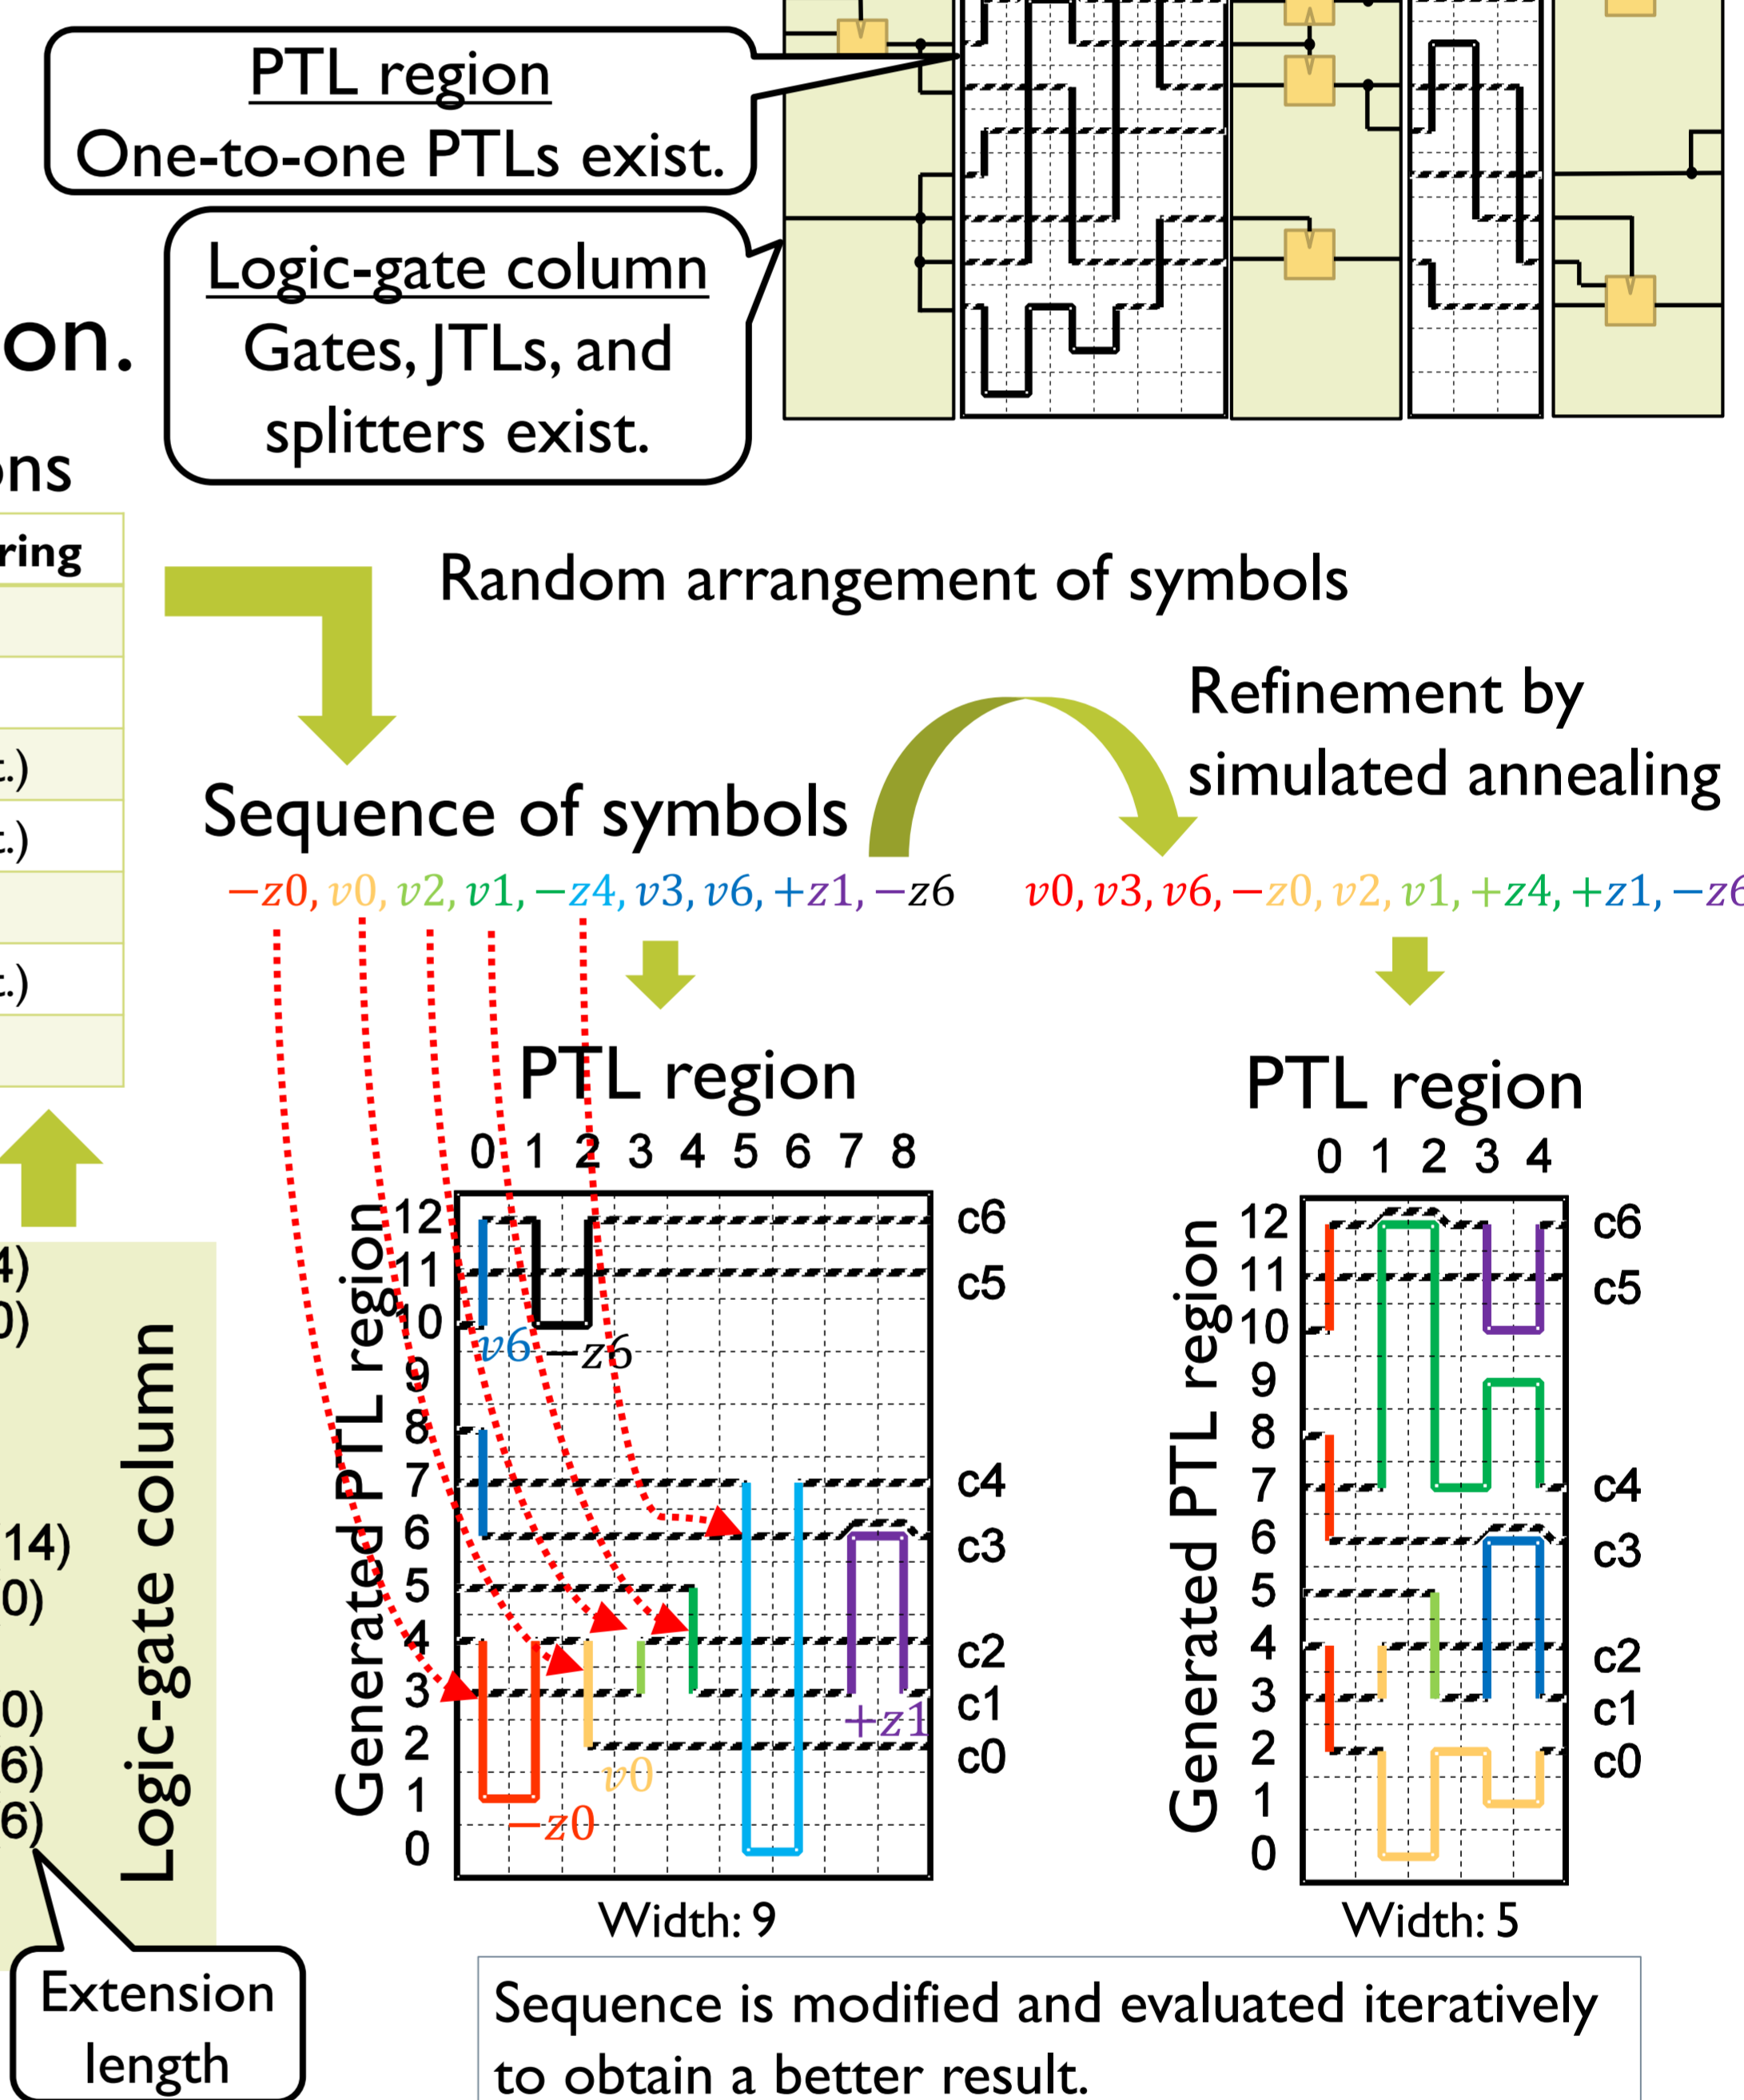 PTL region
One-to-one PTLs exist.
Logic-gate column
Gates, JTLs, and
splitters exist.
on.
ns
ring
t.)
t.)
t.)
Random arrangement of symbols
Refinement by
simulated annealing
Sequence of symbols
−z0, v0, v2, v1, −z4, v3, v6, +z1, −z6
v0, v3, v6, −z0, v2, v1, +z4, +z1, −z6
PTL region
0 1 2 3 4 5 6 7 8
Generated PTL region
12
11
10
9
8
7
6
5
4
3
2
1
0
c6
c5
c4
c3
c2
c1
c0
v6
−z6
+z1
v0
−z0
Width: 9
PTL region
0 1 2 3 4
Generated PTL region
12
11
10
9
8
7
6
5
4
3
2
1
0
c6
c5
c4
c3
c2
c1
c0
Width: 5
4)
0)
14)
0)
0)
6)
6)
Logic-gate column
Extension
length
Sequence is modified and evaluated iteratively
to obtain a better result.